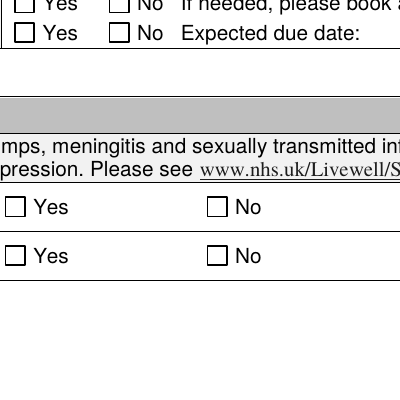 Yes No If needed, please book
Yes No Expected due date:
mps, meningitis and sexually transmitted
pression. Please see www.nhs.uk/Livewell/S
Yes No
Yes No